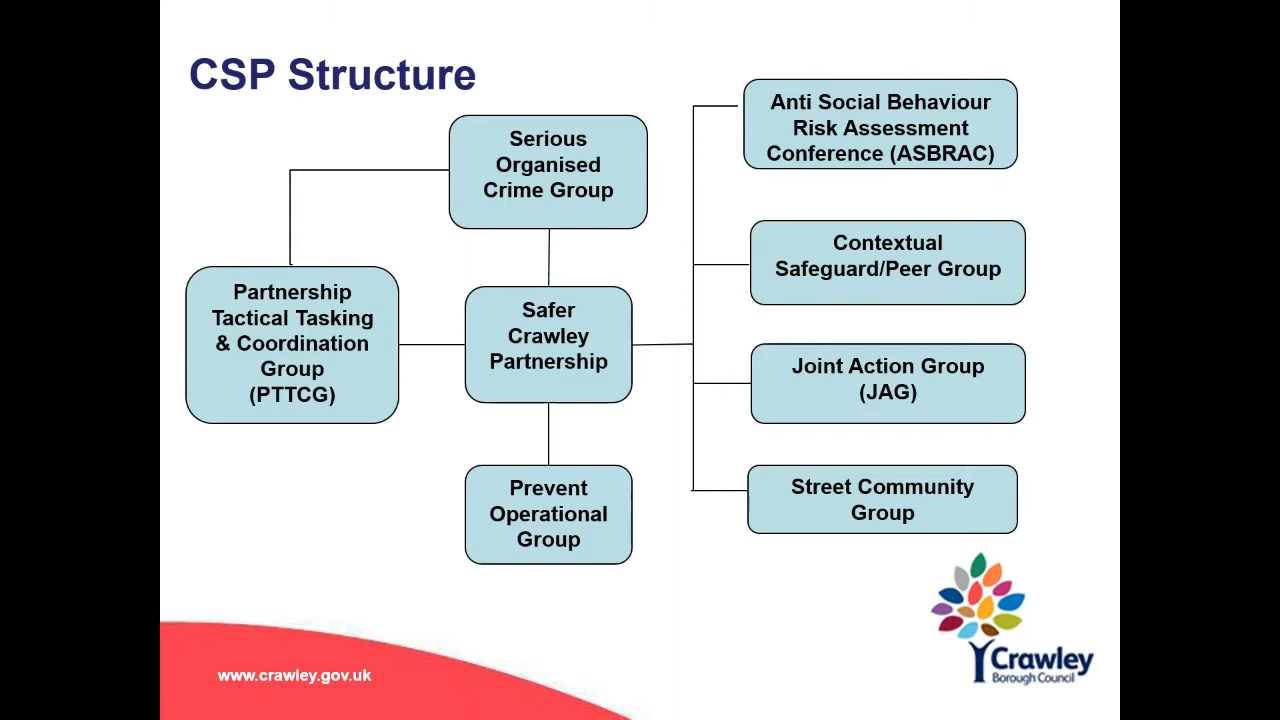 CSP Structure
Serious
Organised
Crime Group
Partnership
Tactical Tasking
& Coordination
Group
(PTTCG)
Safer
Crawley
Partnership
Prevent
Operational
Group
Anti Social Behaviour
Risk Assessment
Conference (ASBRAC)
Contextual
Safeguard/Peer Group
Joint Action Group
(JAG)
Street Community
Group
www.crawley.gov.uk
Crawley
Borough Council